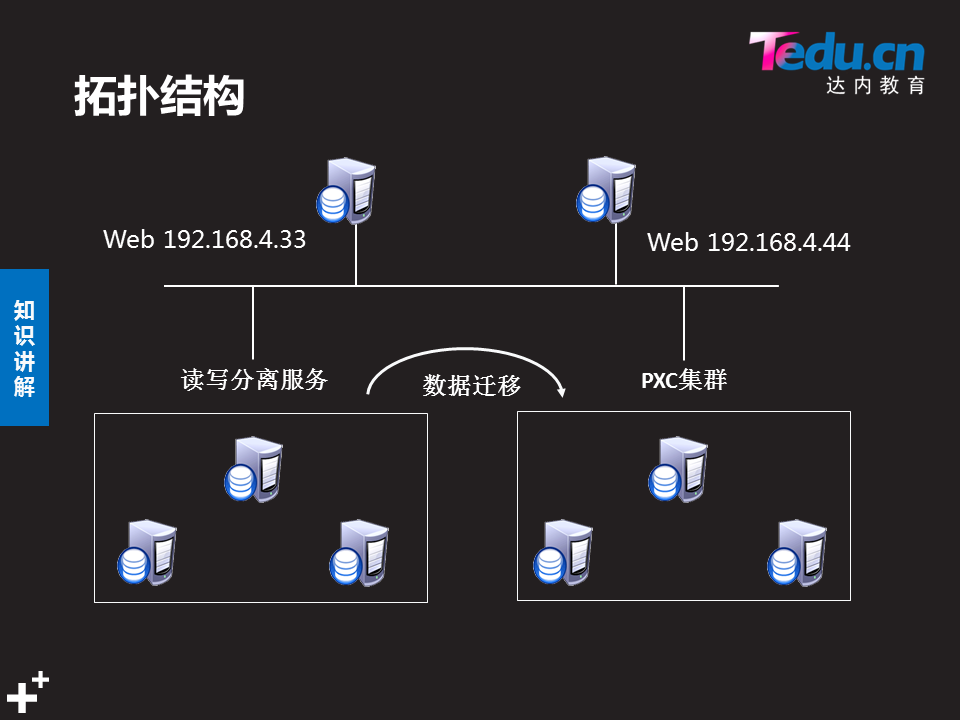 Tedu.cn
达内教育
拓扑结构
Web 192.168.4.33
Web 192.168.4.44
知识讲解
读写分离服务
数据迁移
PXC集群